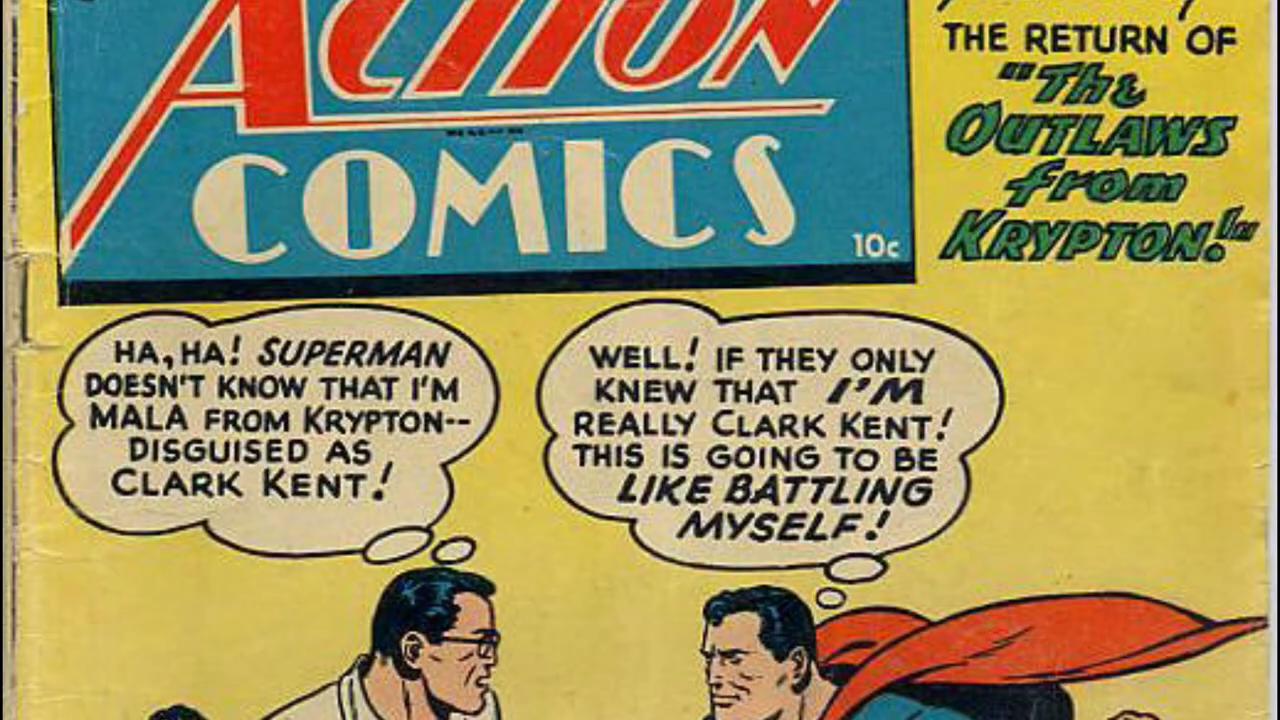 ACTION
COMICS
10c
THE RETURN OF
"The
OUTLAWS
from
KRYPTON!"
HA, HA! SUPERMAN
DOESN'T KNOW THAT I'M
MALA FROM KRYPTON--
DISGUISED AS
CLARK KENT!
WELL! IF THEY ONLY
KNEW THAT I'M
REALLY CLARK KENT!
THIS IS GOING TO BE
LIKE BATTLING
MYSELF!